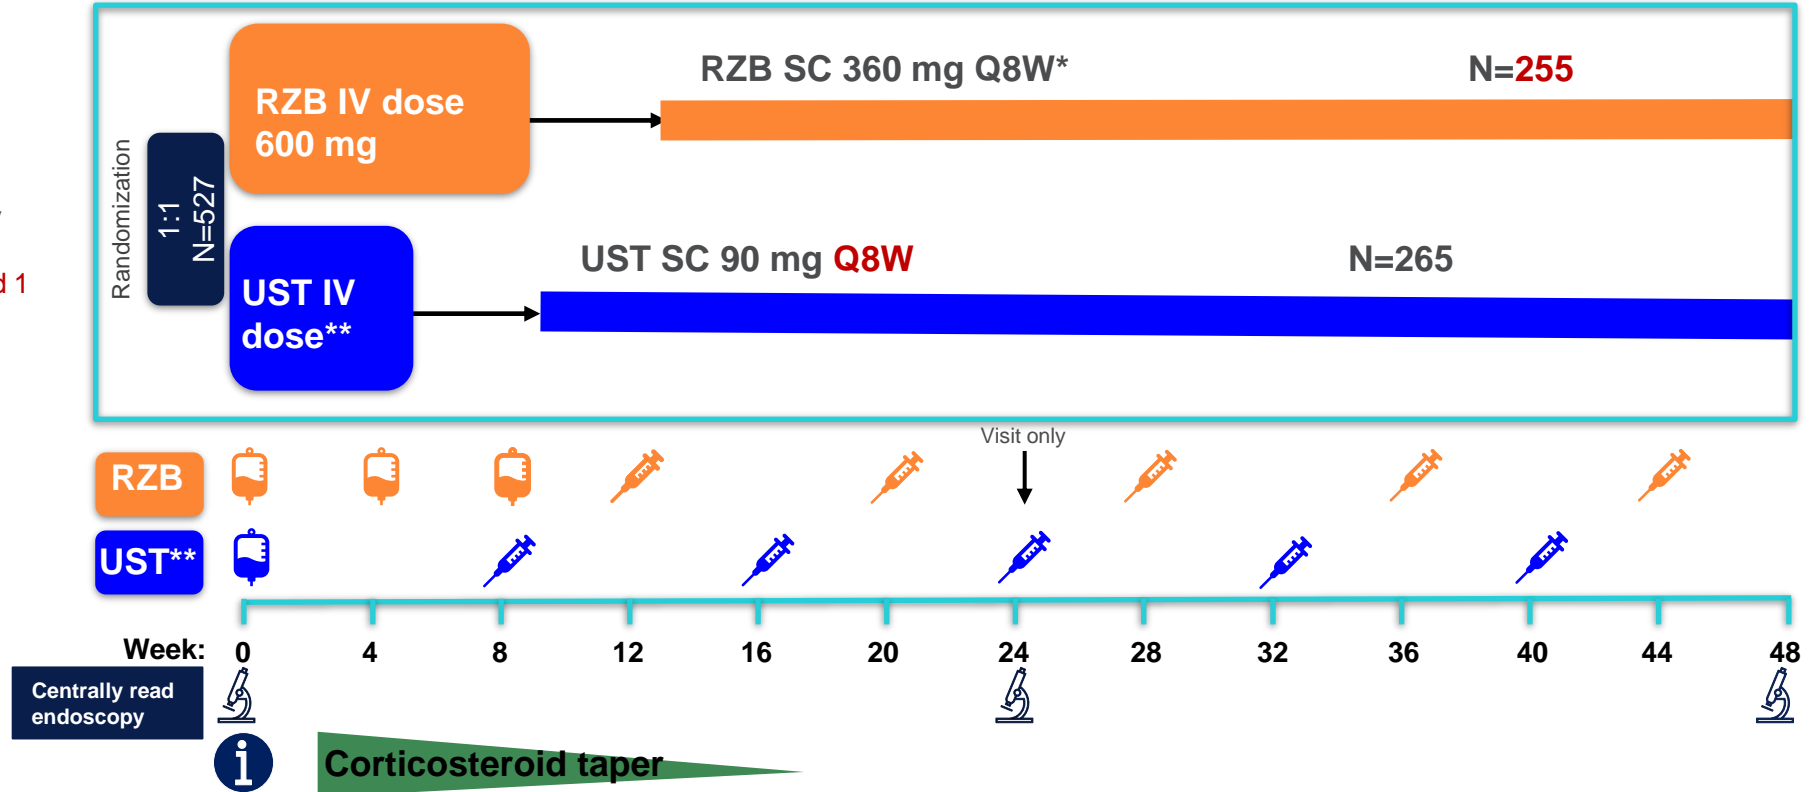 RZB SC 360 mg Q8W*
N=255
RZB IV dose
600 mg
Randomization
1:1
N=527
d 1
UST SC 90 mg Q8W
N=265
UST IV
dose**
Visit only
RZB
UST**
Week: 0 4 8 12 16 20 24 28 32 36 40 44 48
Centrally read
endoscopy
i
Corticosteroid taper